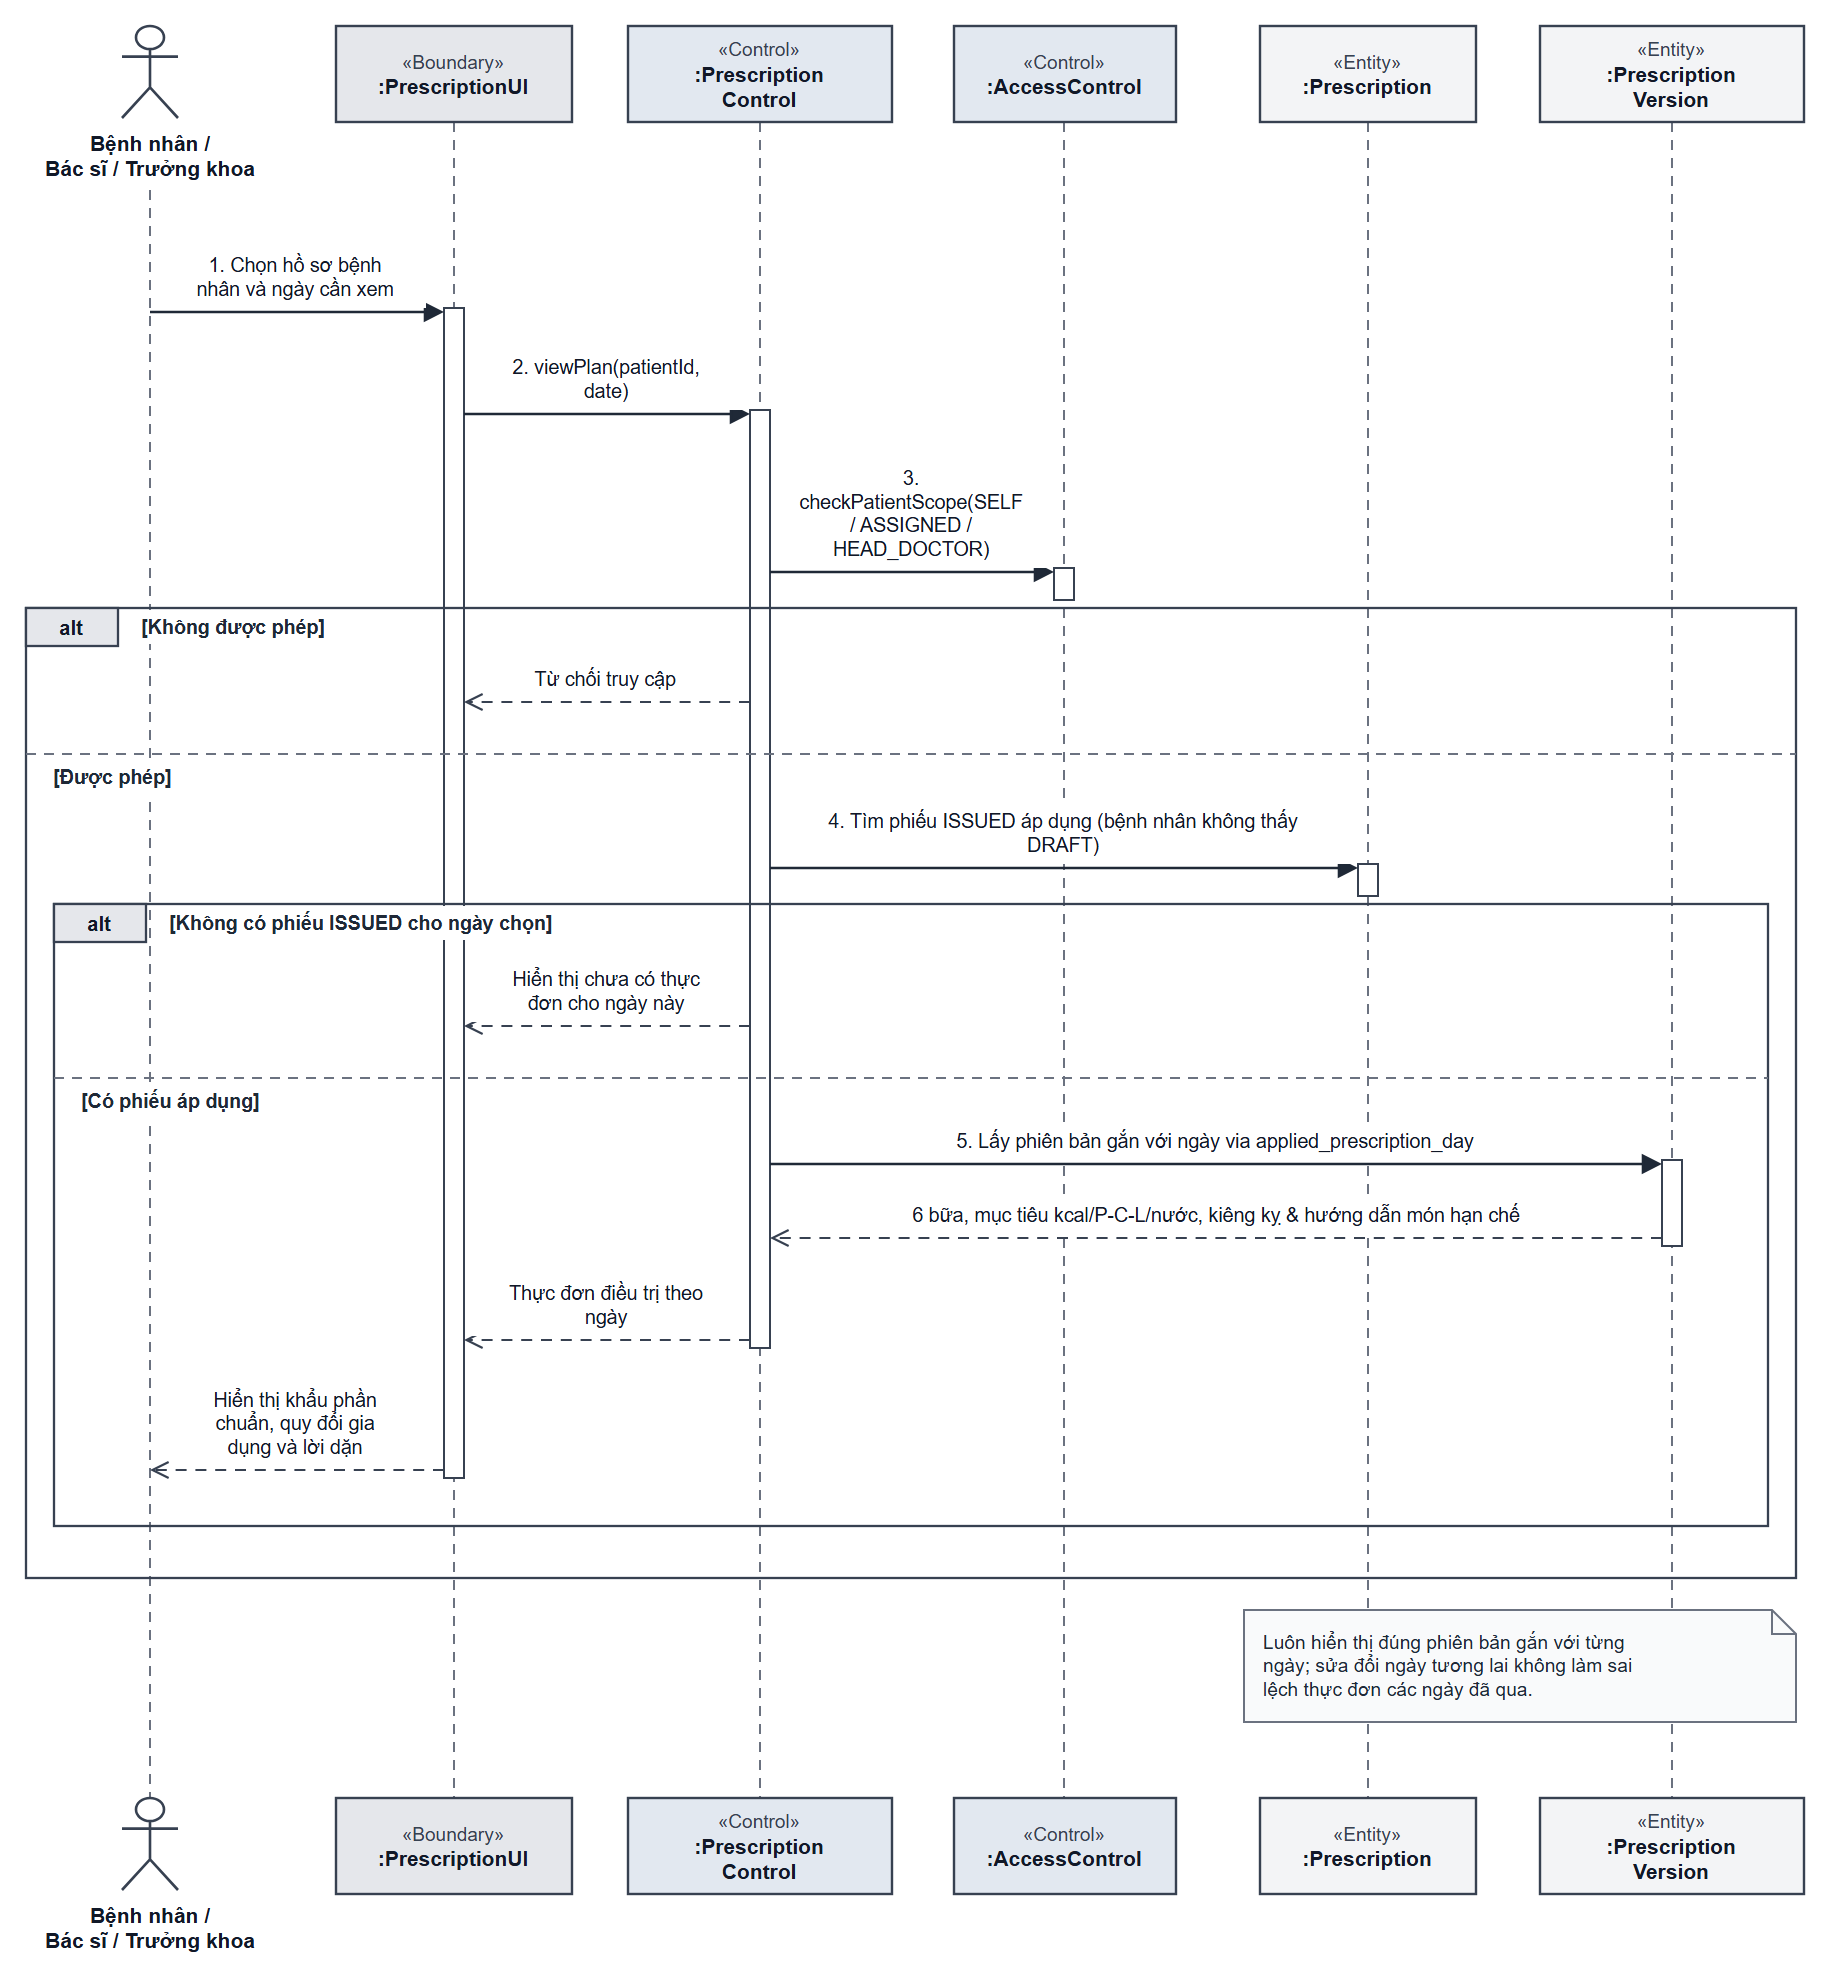 «Boundary»
:PrescriptionUI
«Control»
:Prescription
Control
«Control»
:AccessControl
«Entity»
:Prescription
«Entity»
:Prescription
Version
Bệnh nhân /
Bác sĩ / Trưởng khoa
1. Chọn hồ sơ bệnh
nhân và ngày cần xem
2. viewPlan(patientId,
date)
3.
checkPatientScope(SELF
/ ASSIGNED /
HEAD_DOCTOR)
alt
[Không được phép]
Từ chối truy cập
[Được phép]
4. Tìm phiếu ISSUED áp dụng (bệnh nhân không thấy
DRAFT)
alt
[Không có phiếu ISSUED cho ngày chọn]
Hiển thị chưa có thực
đơn cho ngày này
[Có phiếu áp dụng]
5. Lấy phiên bản gắn với ngày via applied_prescription_day
6 bữa, mục tiêu kcal/P-C-L/nước, kiêng kỵ & hướng dẫn món hạn chế
Thực đơn điều trị theo
ngày
Hiển thị khẩu phần
chuẩn, quy đổi gia
dụng và lời dặn
Luôn hiển thị đúng phiên bản gắn với từng
ngày; sửa đổi ngày tương lai không làm sai
lệch thực đơn các ngày đã qua.
«Boundary»
:PrescriptionUI
«Control»
:Prescription
Control
«Control»
:AccessControl
«Entity»
:Prescription
«Entity»
:Prescription
Version
Bệnh nhân /
Bác sĩ / Trưởng khoa